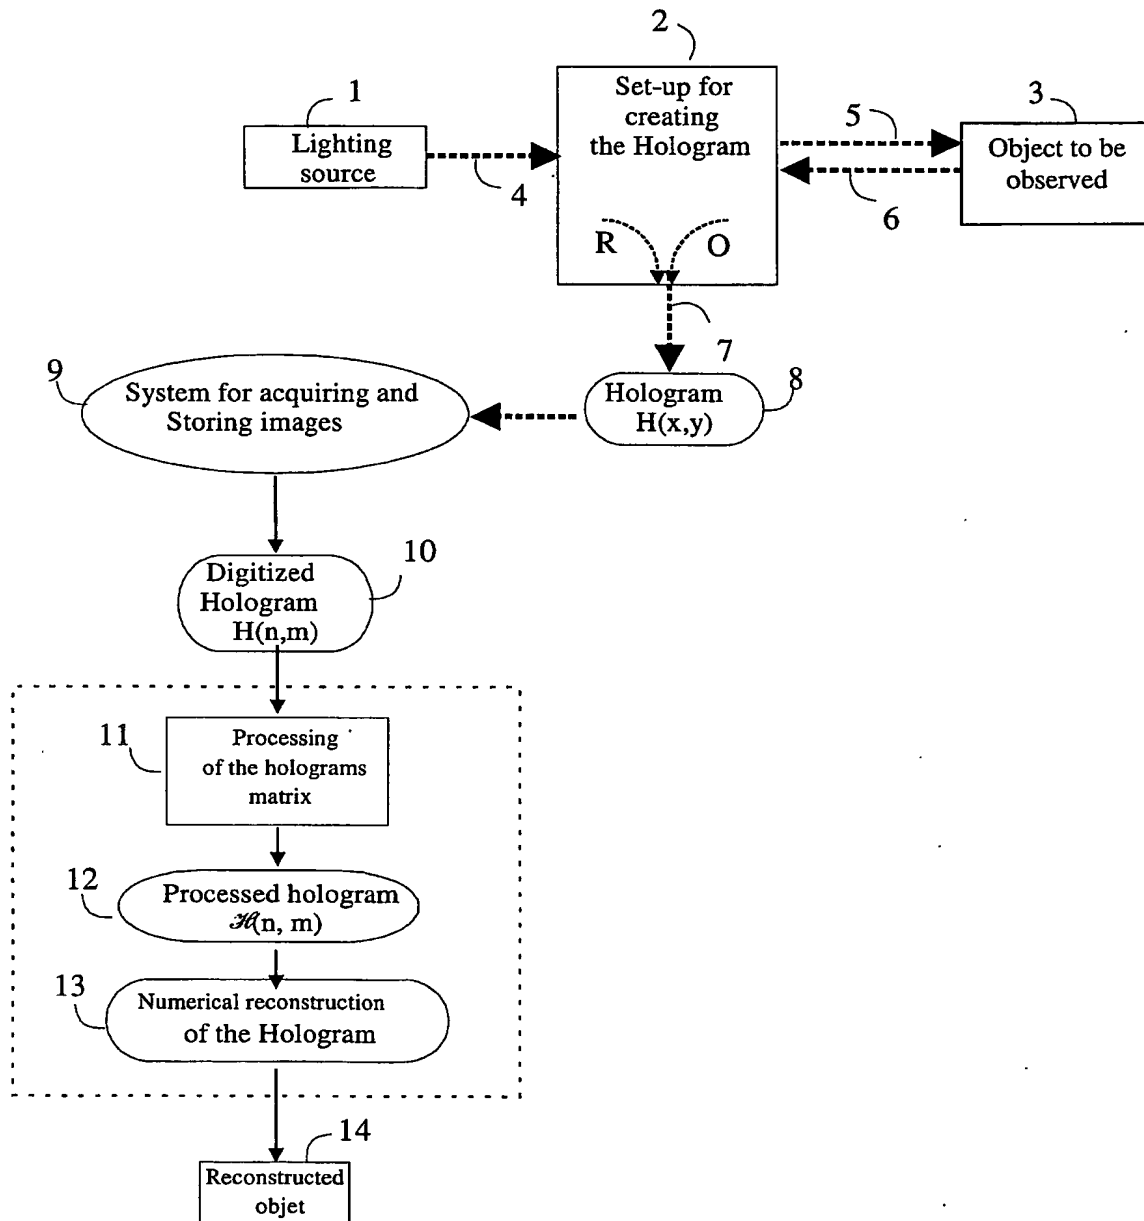 2
1
Lighting
source
4
Set-up for
creating
the Hologram
R
O
5
6
3
Object to be
observed
7
8
Hologram
H(x,y)
9
System for acquiring and
Storing images
10
Digitized
Hologram
H(n,m)
11
Processing
of the holograms
matrix
12
Processed hologram
ℋ(n, m)
13
Numerical reconstruction
of the Hologram
14
Reconstructed
objet